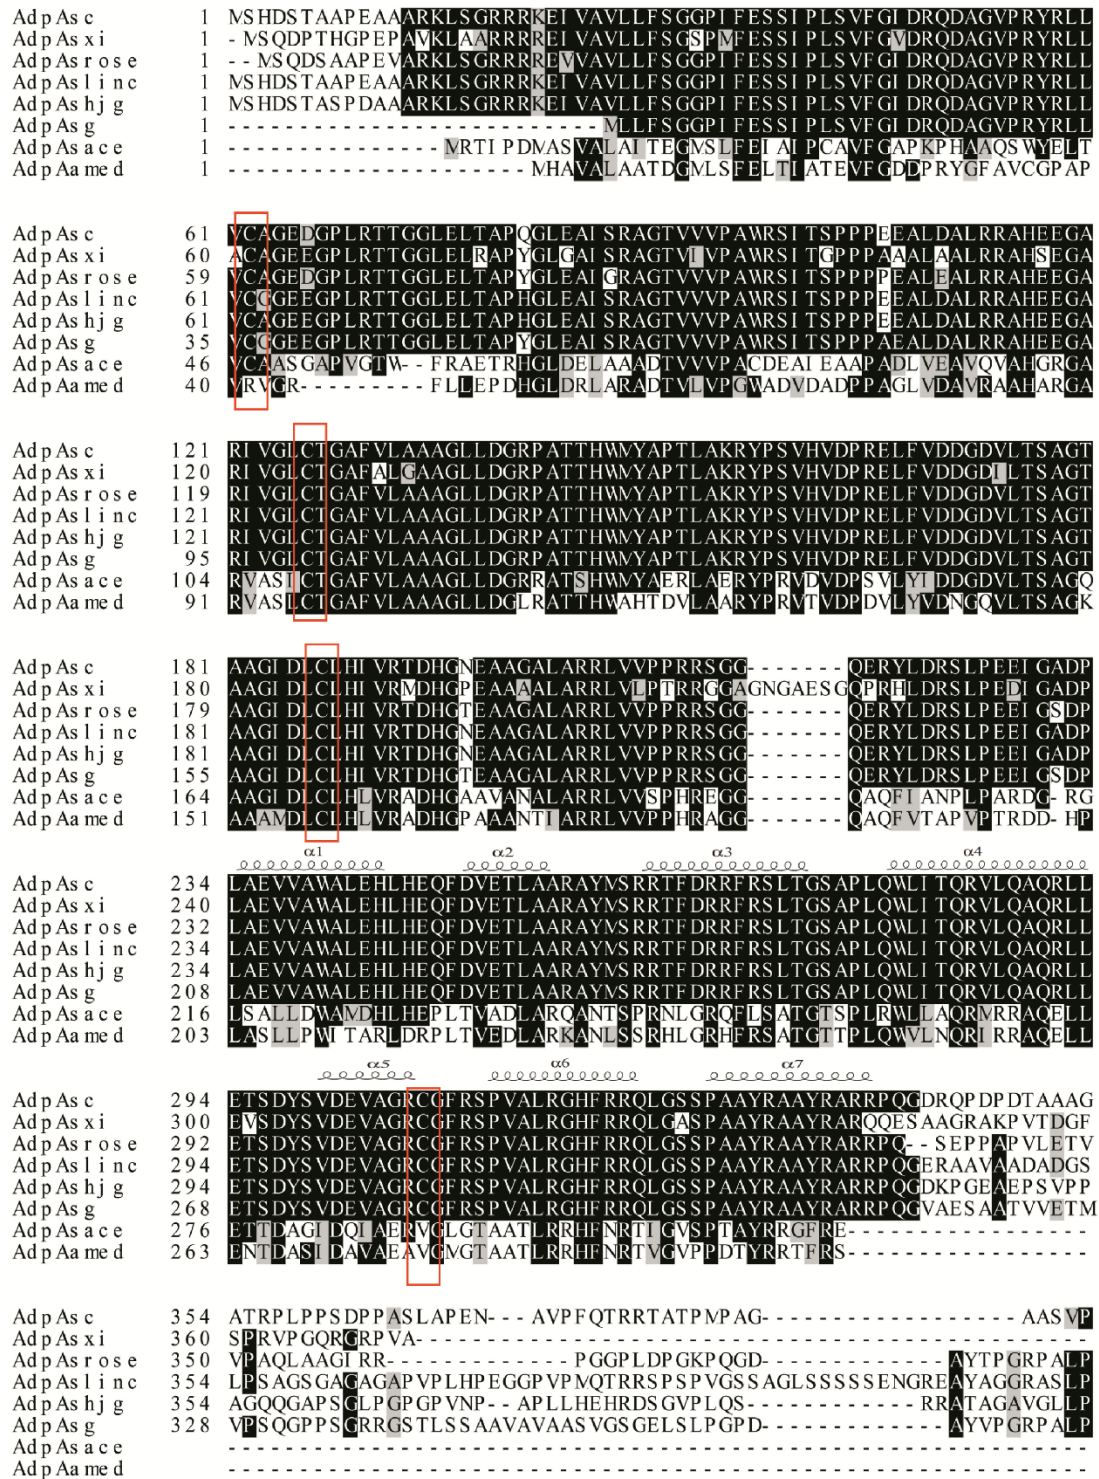 AdpAsc 1 MSHDSTAAPEAAARKLSGRRRKEIVAVLLFSGGPIFESSIPLSVFGIDRQDAGVPRYRLL
AdpAsxi 1 -MSQDPTHGPEPAVKLAARRRRREIVAVLLFSGSPMFESSIPLSVFGVDRQDAGVPRYRLL
AdpAsrose 1 --MSQDSAAPEVARKLSGRRRREVVAVLLFSGGPIFESSIPLSVFGIDRQDAGVPRYRLL
AdpAslinc 1 MSHDSTAAPEAAARKLSGRRRKEIVAVLLFSGGPIFESSIPLSVFGIDRQDAGVPRYRLL
AdpAshjg 1 MSHDSTASPDAAARKLSGRRRKEIVAVLLFSGGPIFESSIPLSVFGIDRQDAGVPRYRLL
AdpAsg 1 --------------------------MLLFSGGPIFESSIPLSVFGIDRQDAGVPRYRLL
AdpAsace 1 ---------------MRTIPDMASVALAITEGMSLFEIAIPCAVFGAPKPHAAQSWYELT
AdpAamed 1 ---------------------MHAVALAATDGMLSFELTIATEVFGDDPRYGFAVCGPAP
AdpAsc 61 VCAGEDGPLRTTGGLELTAPQGLEAISRAGTVVVPAWRSITSPPPEEALDALRRAHEEGA
AdpAsxi 60 ACAGEEGPLRTTGGLELRAPYGLGAISRAGTVIVPAWRSITGPPPAAALAALRRAHSEGA
AdpAsrose 59 VCAGEDGPLRTTGGLELTAPYGLEAIGRAGTVVVPAWRSITSPPPPEALEALRRAHEEGA
AdpAslinc 61 VCGGEEGPLRTTGGLELTAPHGLEAISRAGTVVVPAWRSITSPPPEEALDALRRAHEEGA
AdpAshjg 61 VCAGEEGPLRTTGGLELTAPHGLEAISRAGTVVVPAWRSITSPPPEEALDALRRAHEEGA
AdpAsg 35 VCGGEEGPLRTTGGLELTAPYGLEAISRAGTVVVPAWRSITSPPPAEALDALRRAHEEGA
AdpAsace 46 VCAASGAPVGTW--FRAETRHGLDELAAADTVVVPACDEAIEAAPADLVEAVQVAHGRGA
AdpAamed 40 VRVGR---------FLLEPDHGLDRLARADTVLVPGWADVDADPPAGLVDAVRAAHARGA
AdpAsc 121 RIVGLCTGAFVLAAAGLLDGRPATTHWMYAPTLAKRYPSVHVDPRELFVDDGDVLTSAGT
AdpAsxi 120 RIVGLCTGAFALGAAGLLDGRPATTHWMYAPTLAKRYPSVHVDPRELFVDDGDILTSAGT
AdpAsrose 119 RIVGLCTGAFVLAAAGLLDGRPATTHWMYAPTLAKRYPSVHVDPRELFVDDGDVLTSAGT
AdpAslinc 121 RIVGLCTGAFVLAAAGLLDGRPATTHWMYAPTLAKRYPSVHVDPRELFVDDGDVLTSAGT
AdpAshjg 121 RIVGLCTGAFVLAAAGLLDGRPATTHWMYAPTLAKRYPSVHVDPRELFVDDGDVLTSAGT
AdpAsg 95 RIVGLCTGAFVLAAAGLLDGRPATTHWMYAPTLAKRYPSVHVDPRELFVDDGDVLTSAGT
AdpAsace 104 RVASICTGAFVLAAAGLLDGRRATSHWMYAERLAERYPRVDVDPSVLYIDDGDVLTSAGQ
AdpAamed 91 RVASLCTGAFVLAAAGLLDGLRATTHWAHTDVLAARYPRVTVDPDVLYVDNGQVLTSAGK
AdpAsc 181 AAGIDLCLHIVRTDHGNEAAGALARRLVVPPRRSGG-------QERYLDRSLPEEIGADP
AdpAsxi 180 AAGIDLCLHIVRMDHGPEAAAALARRLVLPTRRGGAGNGAESGQPRHLDRSLPEDIGADP
AdpAsrose 179 AAGIDLCLHIVRTDHGTEAAGALARRLVVPPRRSGG-------QERYLDRSLPEEIGSDP
AdpAslinc 181 AAGIDLCLHIVRTDHGNEAAGALARRLVVPPRRSGG-------QERYLDRSLPEEIGADP
AdpAshjg 181 AAGIDLCLHIVRTDHGNEAAGALARRLVVPPRRSGG-------QERYLDRSLPEEIGADP
AdpAsg 155 AAGIDLCLHIVRTDHGTEAAGALARRLVVPPRRSGG-------QERYLDRSLPEEIGSDP
AdpAsace 164 AAGIDLCLHLVRADHGAAVANALARRLVVSPHREGG-------QAQFIANPLPARDG-RG
AdpAamed 151 AAAMDLCLHLVRADHGPAAANTIARRLVVPPHRAGG-------QAQFVTAPVPTRDD-HP
α1 α2 α3 α4
AdpAsc 234 LAEVVAWALEHLHEQFDVETLAARAYMSRRTFDRRFRSLTGSAPLQWLITQRVLQAQRLL
AdpAsxi 240 LAEVVAWALEHLHEQFDVETLAARAYMSRRTFDRRFRSLTGSAPLQWLITQRVLQAQRLL
AdpAsrose 232 LAEVVAWALEHLHEQFDVETLAARAYMSRRTFDRRFRSLTGSAPLQWLITQRVLQAQRLL
AdpAslinc 234 LAEVVAWALEHLHEQFDVETLAARAYMSRRTFDRRFRSLTGSAPLQWLITQRVLQAQRLL
AdpAshjg 234 LAEVVAWALEHLHEQFDVETLAARAYMSRRTFDRRFRSLTGSAPLQWLITQRVLQAQRLL
AdpAsg 208 LAEVVAWALEHLHEQFDVETLAARAYMSRRTFDRRFRSLTGSAPLQWLITQRVLQAQRLL
AdpAsace 216 LSALLDWAMDHLHEPLTVADLARQANTSPRNLGRQFLSATGTSPLRWLLAQRMRRAQELL
AdpAamed 203 LASLLPWITARLDRPLTVEDLARKANLSSRHLGRHFRSATGTTPLQWVLNQRIRRAQELL
α5 α6 α7
AdpAsc 294 ETSDYSVDEVAGRCGFRSPVALRGHFRRQLGSSPAAYRAAYRARRPQGDRQPDPDTAAAG
AdpAsxi 300 EVSDYSVDEVAGRCGFRSPVALRGHFRRQLGASPAAYRAAYRARQQESAAGRAKPVTDGF
AdpAsrose 292 ETSDYSVDEVAGRCGFRSPVALRGHFRRQLGSSPAAYRAAYRARRPQ--SEPPAPVLETV
AdpAslinc 294 ETSDYSVDEVAGRCGFRSPVALRGHFRRQLGSSPAAYRAAYRARRPQGERAAVAADADGS
AdpAshjg 294 ETSDYSVDEVAGRCGFRSPVALRGHFRRQLGSSPAAYRAAYRARRPQGDKPGEAEPSVPP
AdpAsg 268 ETSDYSVDEVAGRCGFRSPVALRGHFRRQLGSSPAAYRAAYRARRPQGVAESAATVVETM
AdpAsace 276 ETTDAGIDQIAERVGLGTAATLRRHFNRTIGVSPTAYRRGFRE-----------------
AdpAamed 263 ENTDASIDAVAEAVGMGTAATLRRHFNRTVGVPPDTYRRTFRS-----------------
AdpAsc 354 ATRPLPPSDPPASLAPEN---AVPFQTRRTATPMPAG------------------AASVP
AdpAsxi 360 SPRVPGQRGRPVA-----------------------------------------------
AdpAsrose 350 VPAQLAAGIRR-------------PGGPLDPGKPQGD-------------AYTPGRPALP
AdpAslinc 354 LPSAGSGAGAGAPVPLHPEGGPVPMQTRRSPSPVGSSAGLSSSSSENGREAYAGGRASLP
AdpAshjg 354 AGQQGAPSGLPGPGPVNP---APLLHEHRDSGVPLQS------------RRATAGAVGLLP
AdpAsg 328 VPSQGPPSGRRGSTLSSAAVAVAASVGSGELSLPGPD-------------AYVPGRPALP
AdpAsace ------------------------------------------------------------
AdpAamed ------------------------------------------------------------